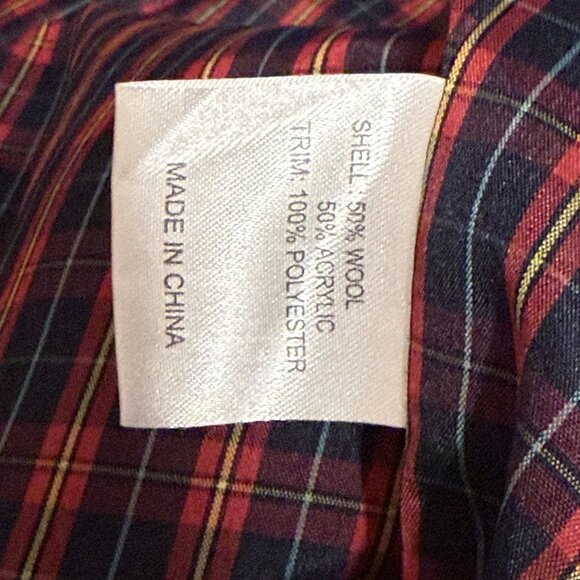 SHELL: 50% WOOL
50% ACRYLIC
TRIM: 100% POLYESTER
MADE IN CHINA